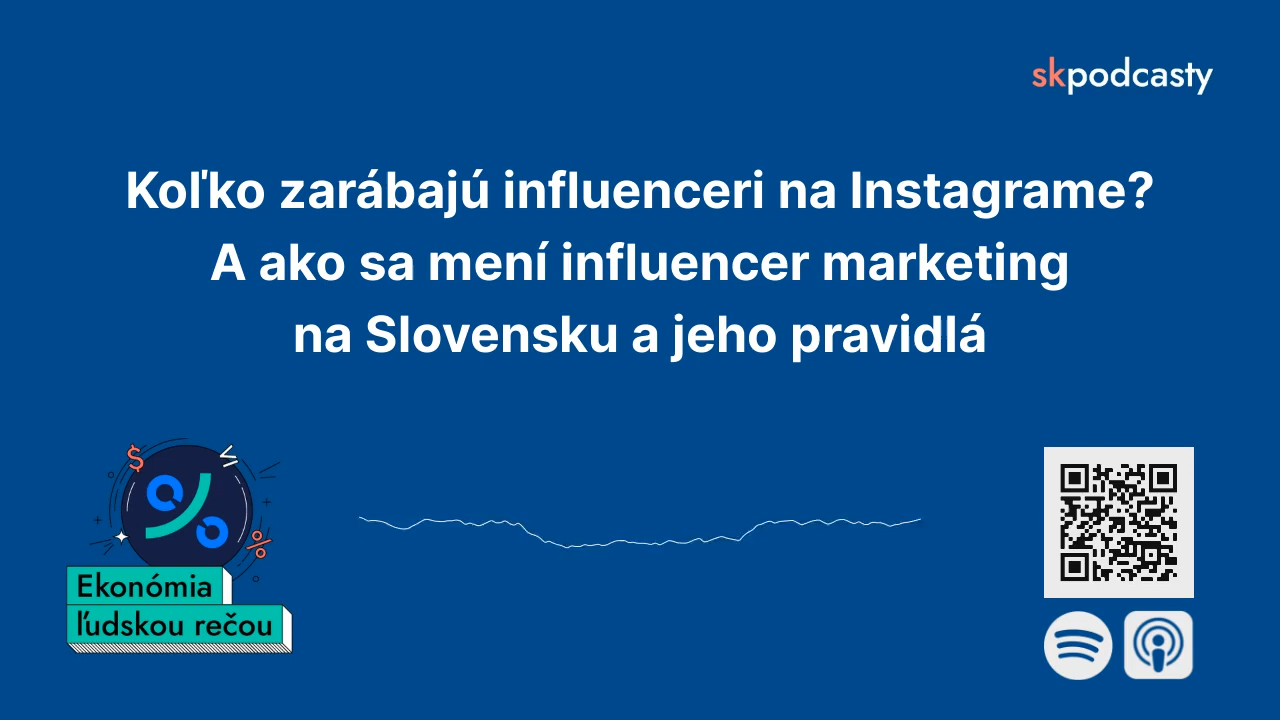 skpodcasty
Koľko zarábajú influenceri na Instagrame?
A ako sa mení influencer marketing
na Slovensku a jeho pravidlá
$
%
Ekonómia
ľudskou rečou